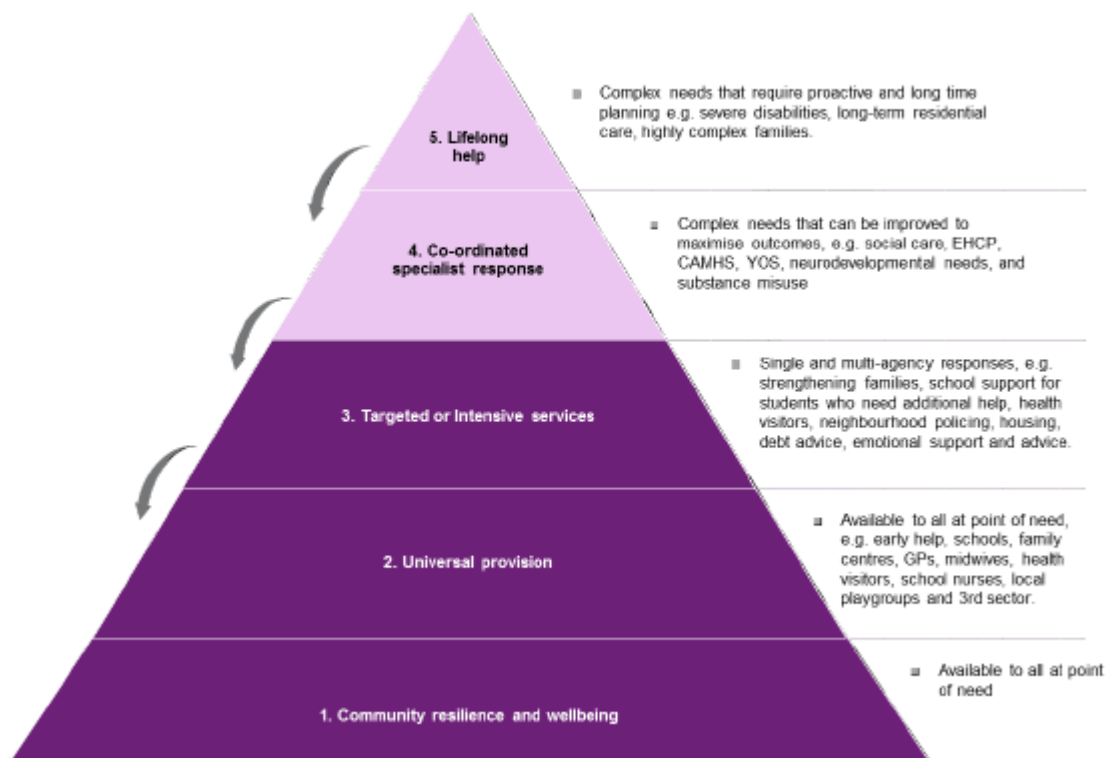 Complex needs that require proactive and long time
planning e.g. severe disabilities, long-term residential
care, highly complex families.
5. Lifelong
help
Complex needs that can be improved to
maximise outcomes, e.g. social care, EHCP,
CAMHS, YOS, neurodevelopmental needs, and
substance misuse
4. Co-ordinated
specialist response
Single and multi-agency responses, e.g.
strengthening families, school support for
students who need additional help, health
visitors, neighbourhood policing, housing,
debt advice, emotional support and advice.
3. Targeted or Intensive services
Available to all at point of need,
e.g. early help, schools, family
centres, GPs, midwives, health
visitors, school nurses, local
playgroups and 3rd sector.
2. Universal provision
Available to all at point
of need
1. Community resilience and wellbeing